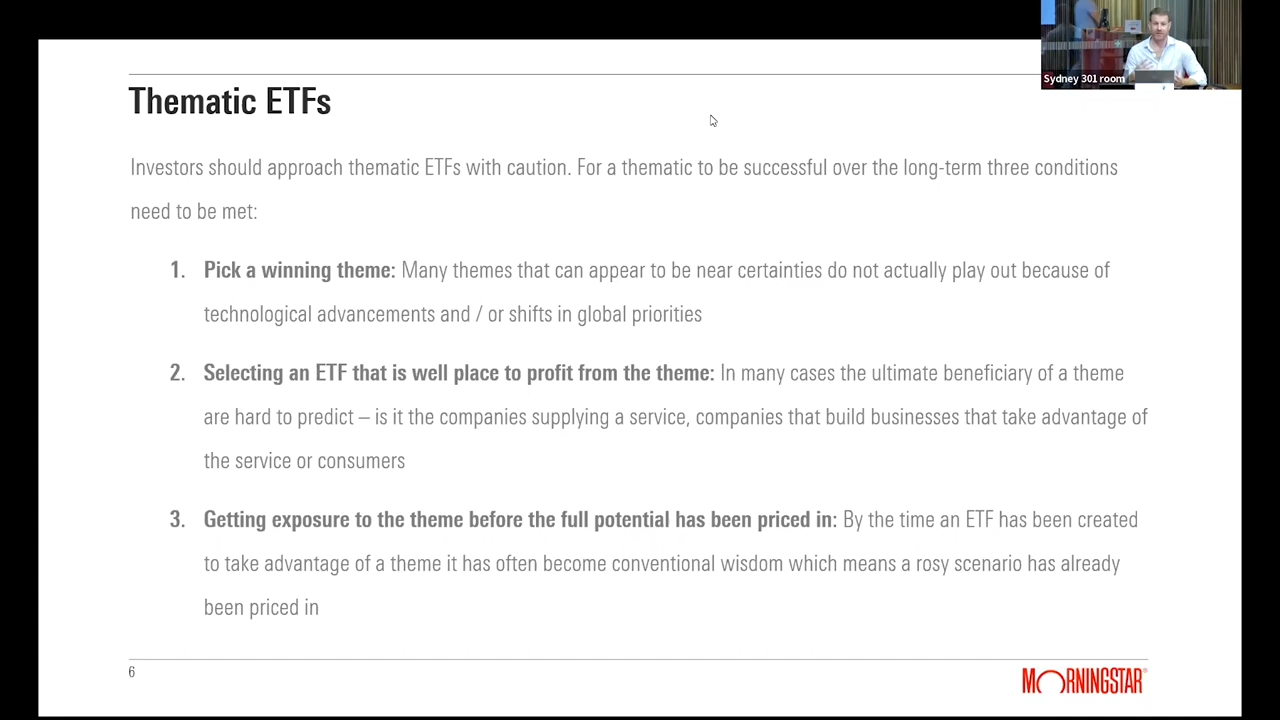 Sydney 301 room
Thematic ETFs
Investors should approach thematic ETFs with caution. For a thematic to be successful over the long-term three conditions
need to be met:
1. Pick a winning theme: Many themes that can appear to be near certainties do not actually play out because of
technological advancements and / or shifts in global priorities
2. Selecting an ETF that is well place to profit from the theme: In many cases the ultimate beneficiary of a theme
are hard to predict – is it the companies supplying a service, companies that build businesses that take advantage of
the service or consumers
3. Getting exposure to the theme before the full potential has been priced in: By the time an ETF has been created
to take advantage of a theme it has often become conventional wisdom which means a rosy scenario has already
been priced in
6
MORNINGSTAR®